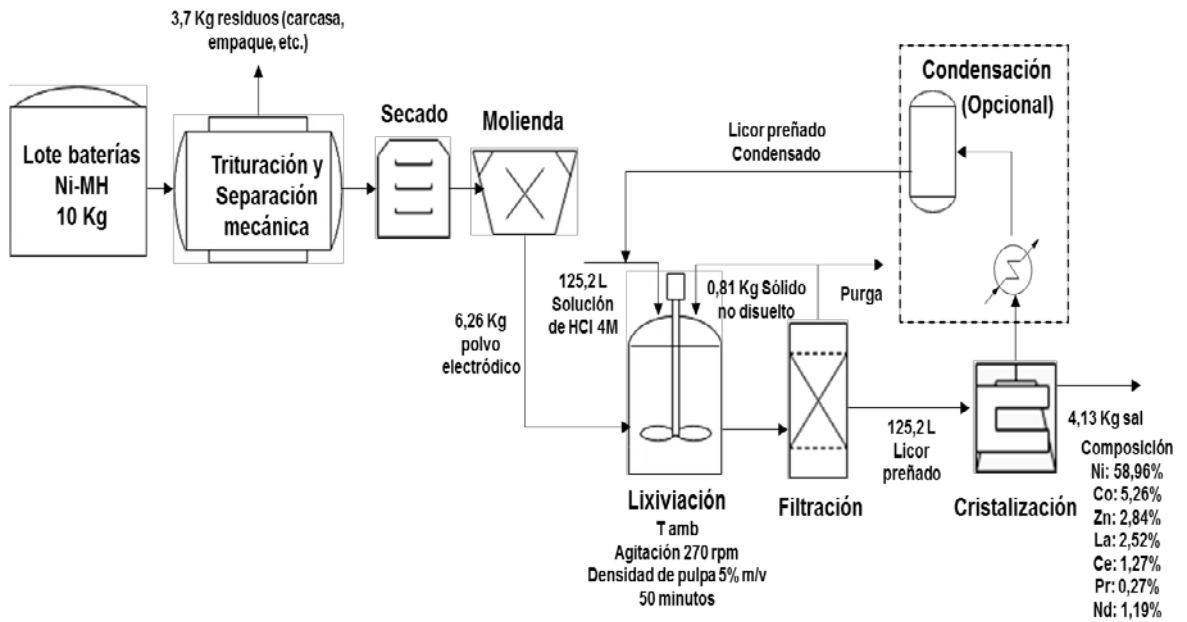 3,7 Kg residuos (carcasa,
empaque, etc.)
Lote baterías
Ni-MH
10 Kg
Trituración y
Separación
mecánica
Secado
Molienda
Condensación
(Opcional)
Licor preñado
Condensado
125,2 L
Solución
de HCl 4M
0,81 Kg Sólido
no disuelto
Purga
6,26 Kg
polvo
electródico
Lixiviación
T amb
Agitación 270 rpm
Densidad de pulpa 5% m/v
50 minutos
Filtración
125,2 L
Licor
preñado
Cristalización
4,13 Kg sal
Composición
Ni: 58,96%
Co: 5,26%
Zn: 2,84%
La: 2,52%
Ce: 1,27%
Pr: 0,27%
Nd: 1,19%